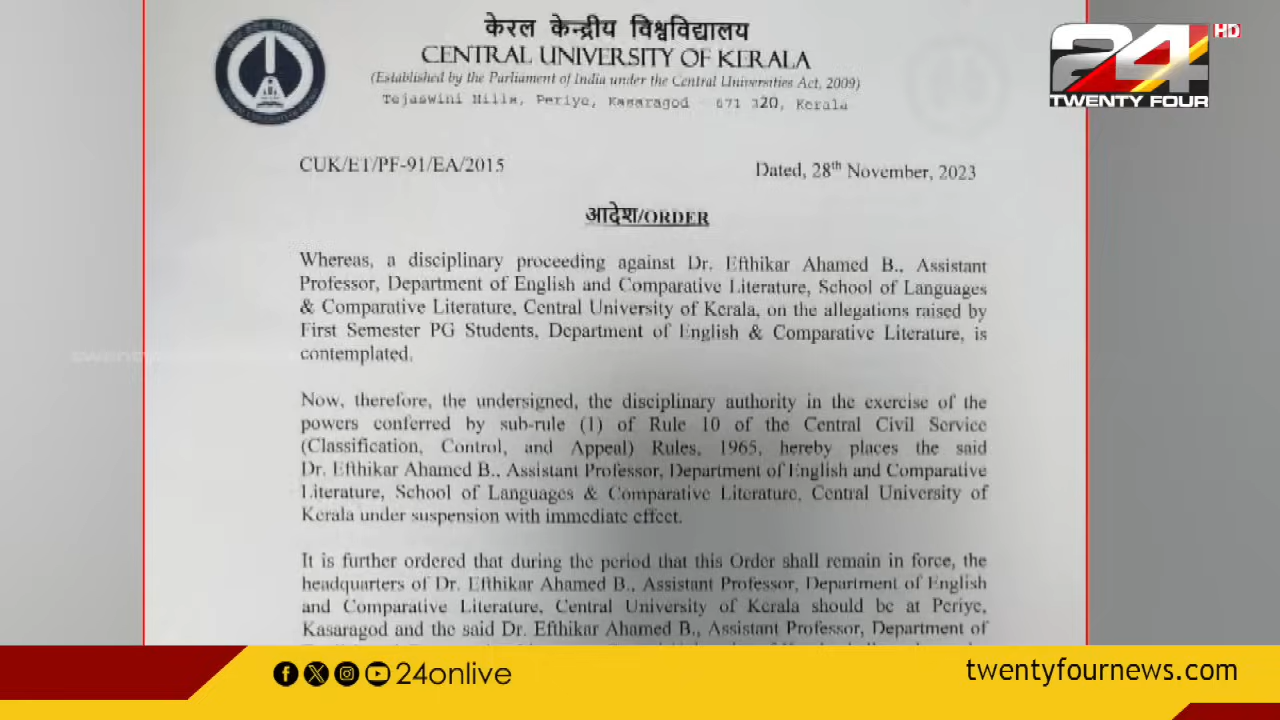 केरल केन्द्रीय विश्वविद्यालय
CENTRAL UNIVERSITY OF KERALA
(Established by the Parliament of India under the Central Universities Act, 2009)
Tejaswini Hills, Periye, Kasaragod - 671 320, Kerala
24 HD
TWENTY FOUR
CUK/ET/PF-91/EA/2015
Dated, 28th November, 2023
आदेश/ORDER
Whereas, a disciplinary proceeding against Dr. Efthikar Ahamed B., Assistant
Professor, Department of English and Comparative Literature, School of Languages
& Comparative Literature, Central University of Kerala, on the allegations raised by
First Semester PG Students, Department of English & Comparative Literature, is
contemplated.
Now, therefore, the undersigned, the disciplinary authority in the exercise of the
powers conferred by sub-rule (1) of Rule 10 of the Central Civil Service
(Classification, Control, and Appeal) Rules, 1965, hereby places the said
Dr. Efthikar Ahamed B., Assistant Professor, Department of English and Comparative
Literature, School of Languages & Comparative Literature, Central University of
Kerala under suspension with immediate effect.
It is further ordered that during the period that this Order shall remain in force, the
headquarters of Dr. Efthikar Ahamed B., Assistant Professor, Department of English
and Comparative Literature, Central University of Kerala should be at Periye,
Kasaragod and the said Dr. Efthikar Ahamed B., Assistant Professor, Department of
24onlive
twentyfournews.com